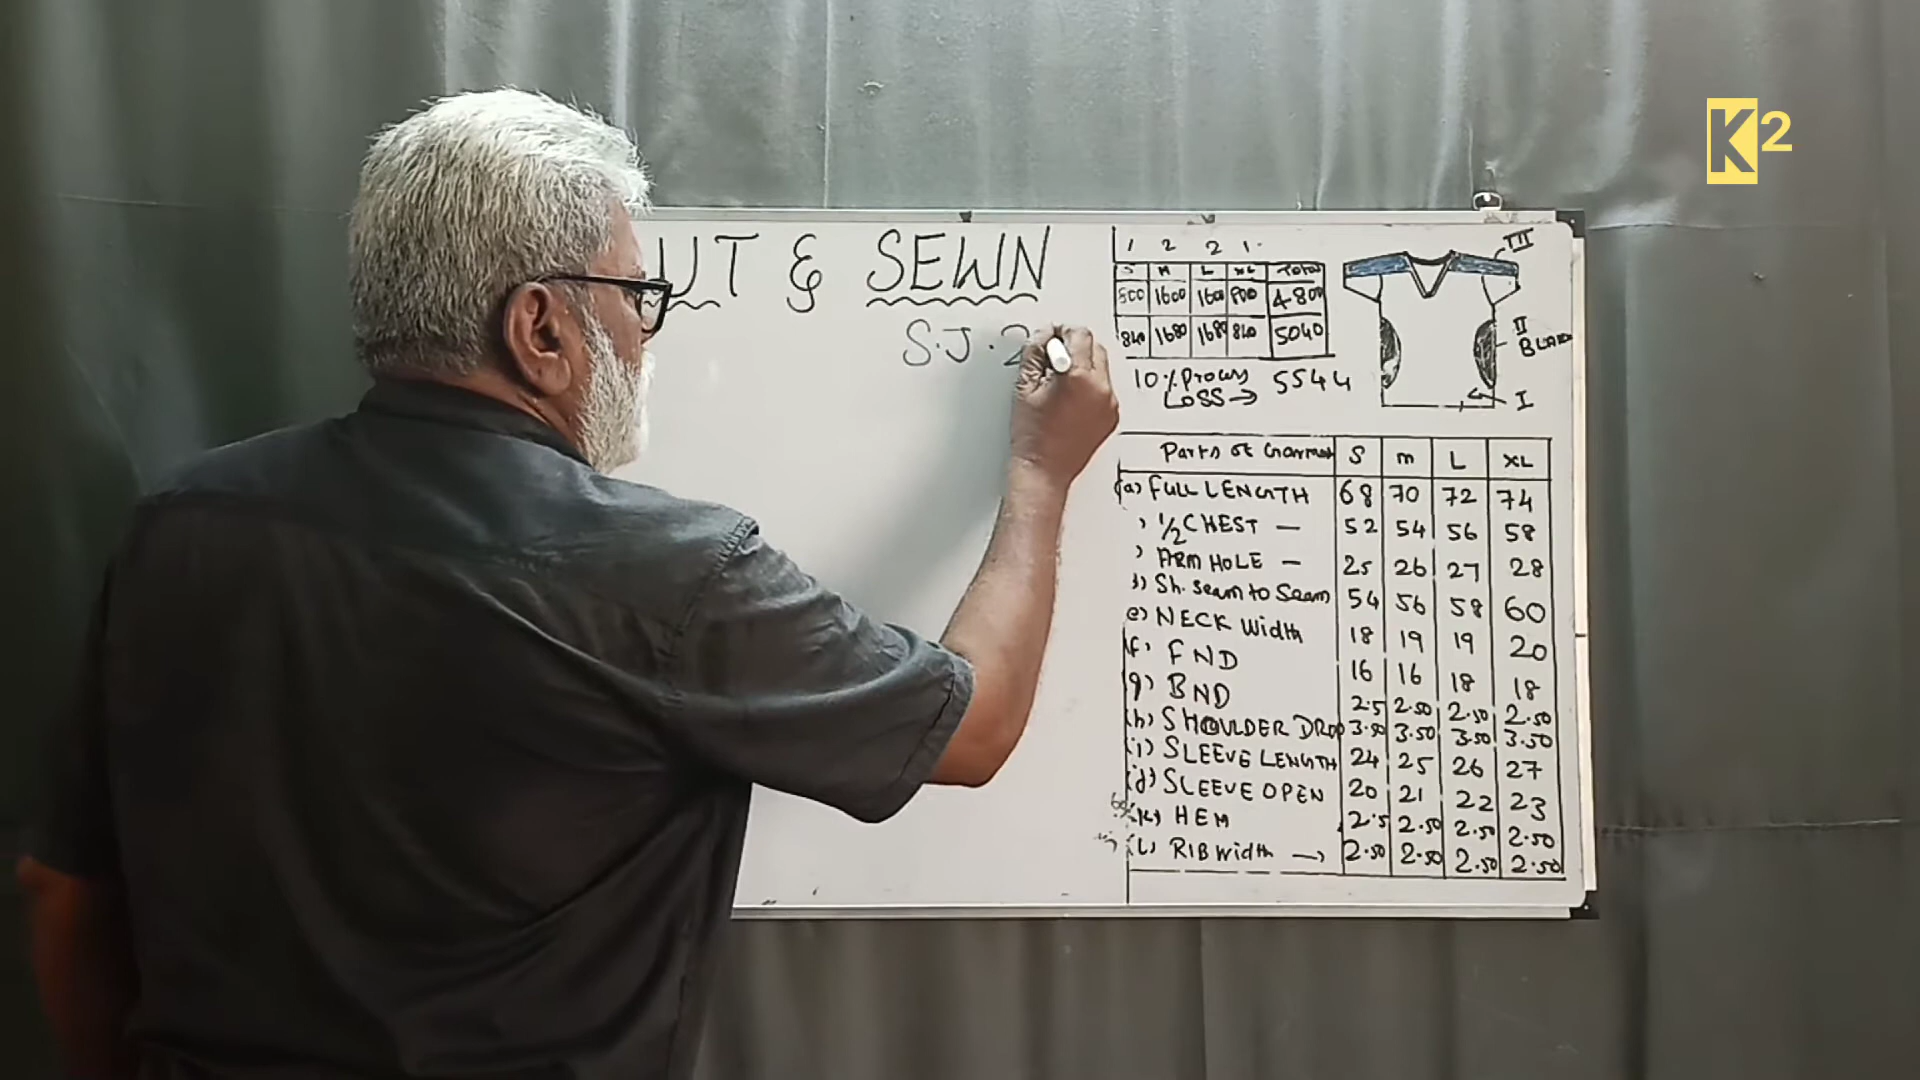 K2
UT & SEWN
S.J.2
1 2 2 1
S M L XL Total
800 1600 1600 800 4800
840 1680 1680 840 5040
10% Process 5544
LOSS →
III
II
BLACK
I
Parts of Garment S m L XL
(a) FULL LENGTH 68 70 72 74
1/2 CHEST — 52 54 56 58
ARM HOLE — 25 26 27 28
Sh. Seam to Seam 54 56 58 60
e) NECK Width 18 19 19 20
f) FND 16 16 18 18
g) BND 2.5 2.50 2.50 2.50
(h) SHOULDER DROP 3.50 3.50 3.50 3.50
(i) SLEEVE LENGTH 24 25 26 27
(j) SLEEVE OPEN 20 21 22 23
(k) HEM 2.5 2.50 2.50 2.50
(L) RIB Width → 2.50 2.50 2.50 2.50